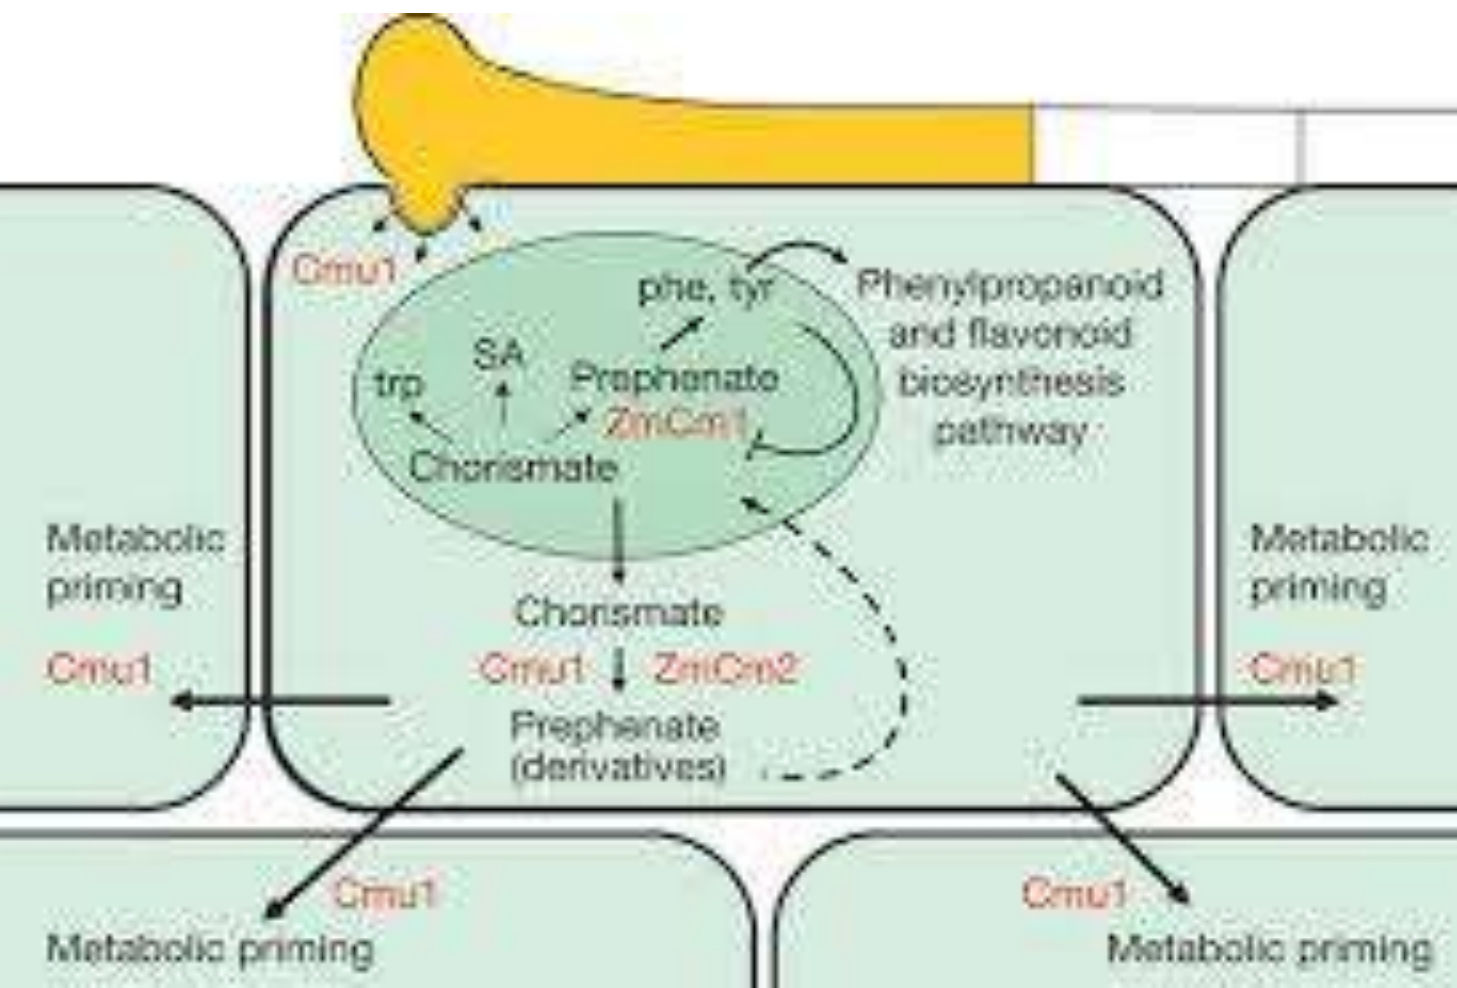 Cmu1
phe, tyr
Phenylpropanoid
and flavonoid
biosynthesis
pathway
SA
trp
Prephenate
ZmCm1
Chorismate
Metabolic
priming
Cmu1
Chorismate
Cmu1 ZmCm2
Prephenate
(derivatives)
Metabolic
priming
Cmu1
Cmu1
Metabolic priming
Cmu1
Metabolic priming